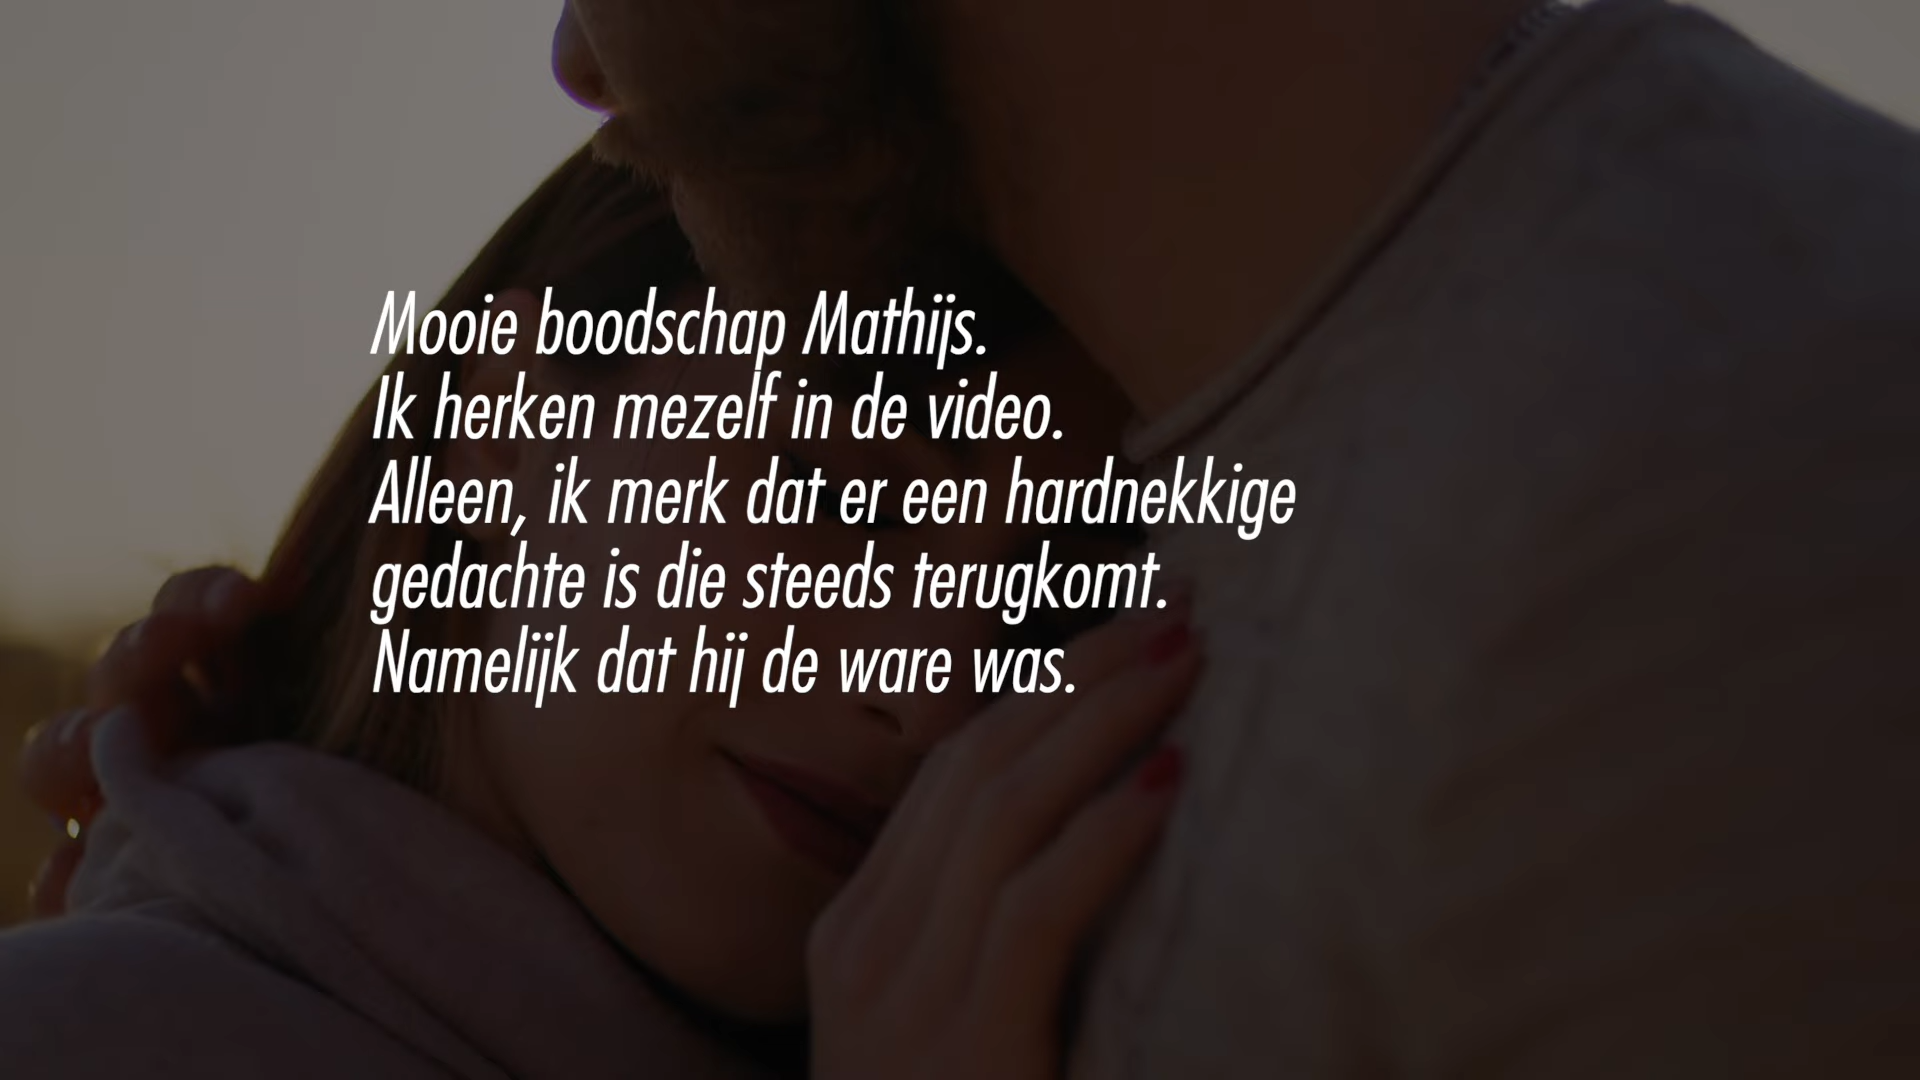 Mooie boodschap Mathijs.
Ik herken mezelf in de video.
Alleen, ik merk dat er een hardnekkige
gedachte is die steeds terugkomt.
Namelijk dat hij de ware was.